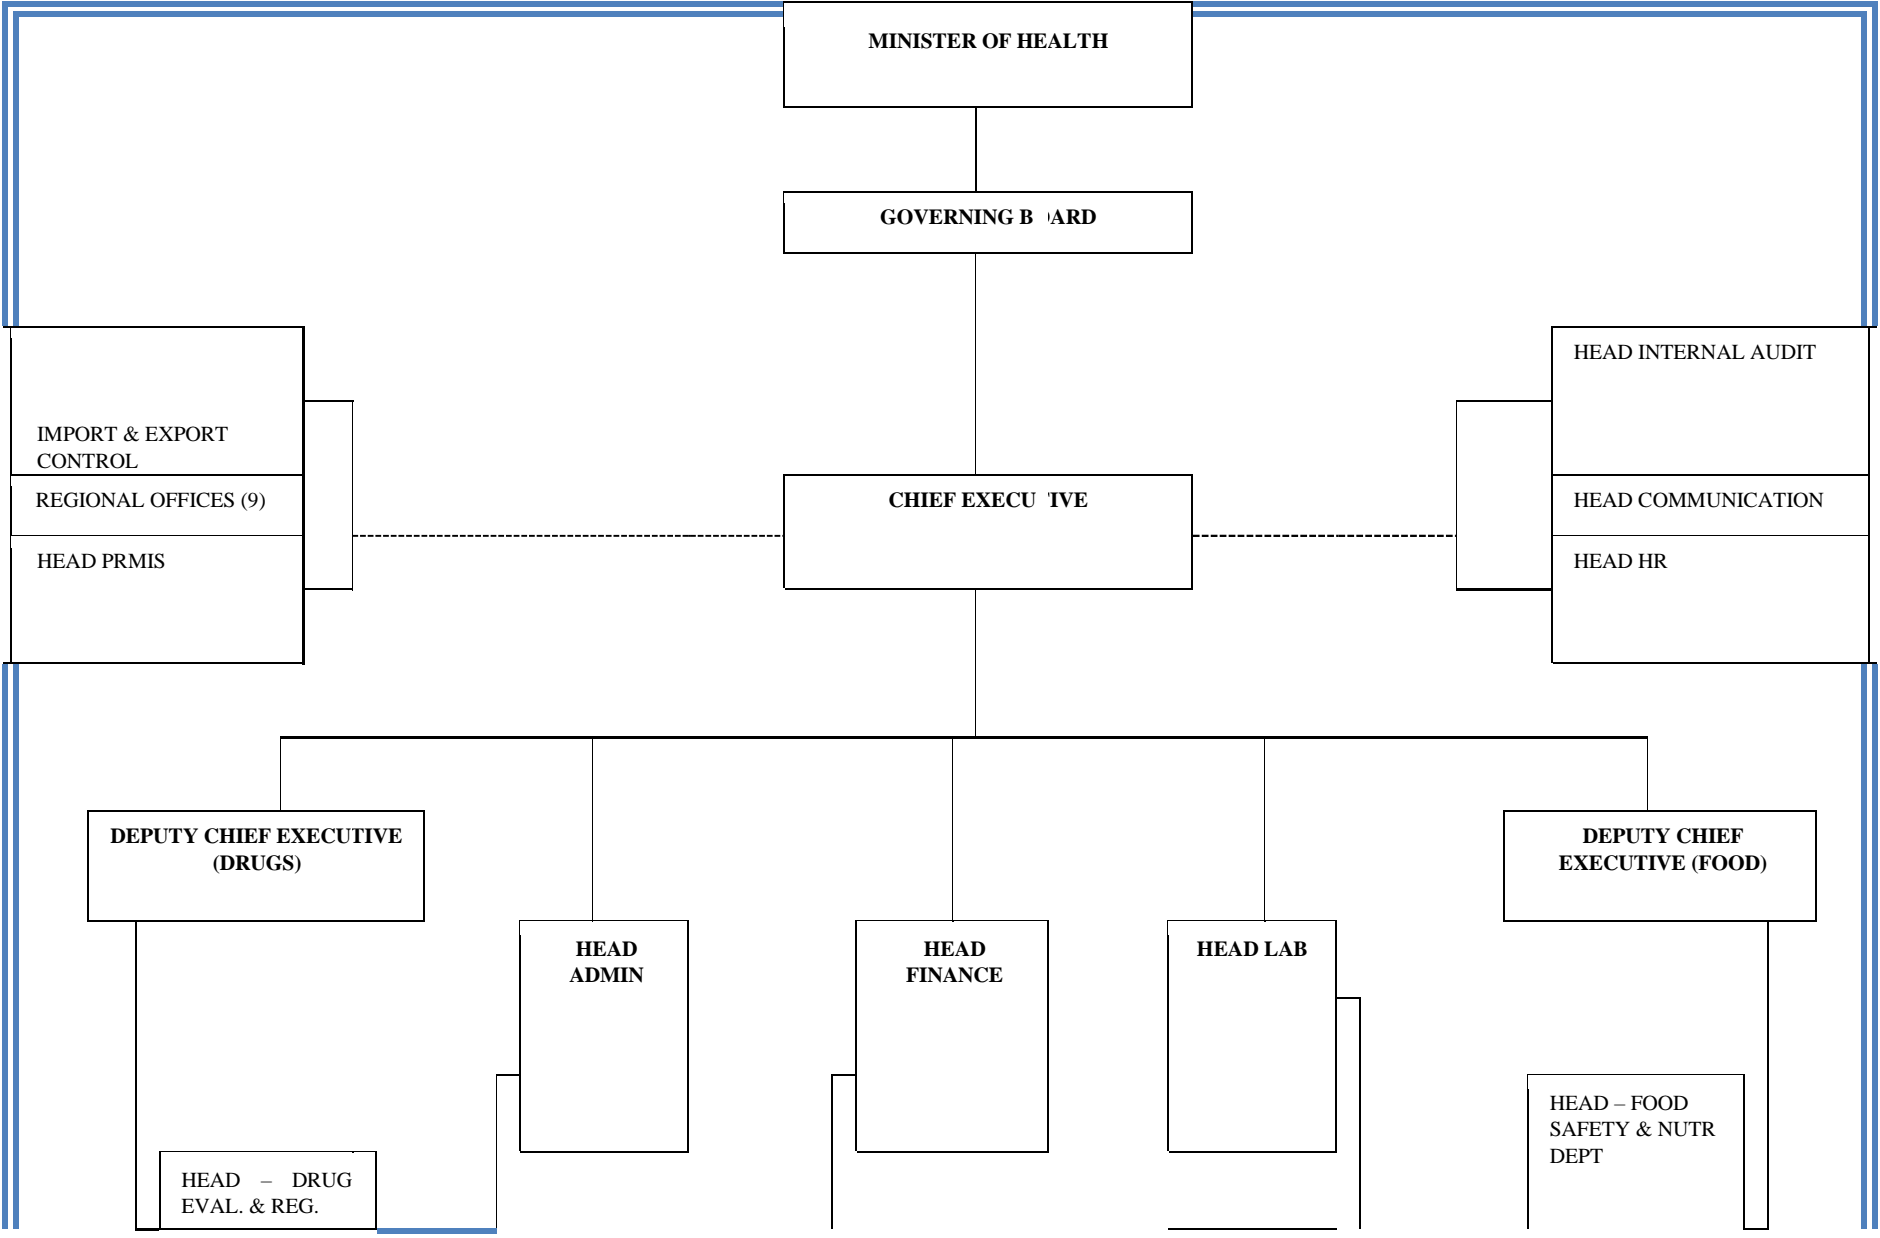 MINISTER OF HEALTH
GOVERNING B ARD
HEAD INTERNAL AUDIT
IMPORT & EXPORT
CONTROL
REGIONAL OFFICES (9)
CHIEF EXECU IVE
HEAD COMMUNICATION
HEAD PRMIS
HEAD HR
DEPUTY CHIEF EXECUTIVE
(DRUGS)
DEPUTY CHIEF
EXECUTIVE (FOOD)
HEAD
ADMIN
HEAD
FINANCE
HEAD LAB
HEAD – FOOD
SAFETY & NUTR
DEPT
HEAD – DRUG
EVAL. & REG.